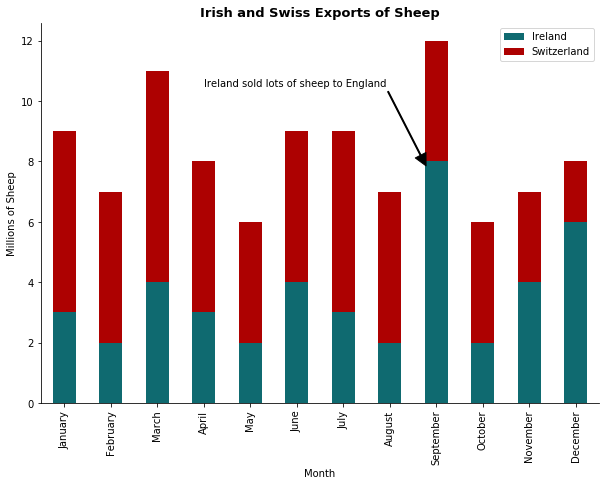 Irish and Swiss Exports of Sheep
Ireland
Switzerland
Ireland sold lots of sheep to England
Millions of Sheep
12
10
8
6
4
2
0
January
February
March
April
May
June
July
August
September
October
November
December
Month